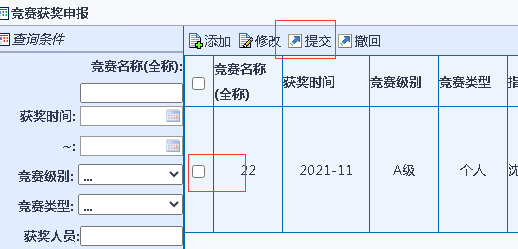 竞赛获奖申报
查询条件
添加 修改 提交 撤回
竞赛名称(全称):
获奖时间:
~:
竞赛级别: ...
竞赛类型: ...
获奖人员:
竞赛名称(全称) 获奖时间 竞赛级别 竞赛类型
22 2021-11 A级 个人